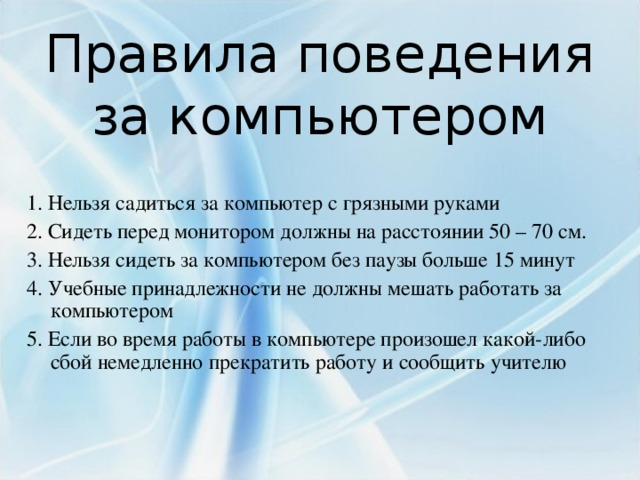 Правила поведения
за компьютером
1. Нельзя садиться за компьютер с грязными руками
2. Сидеть перед монитором должны на расстоянии 50 – 70 см.
3. Нельзя сидеть за компьютером без паузы больше 15 минут
4. Учебные принадлежности не должны мешать работать за
компьютером
5. Если во время работы в компьютере произошел какой-либо
сбой немедленно прекратить работу и сообщить учителю